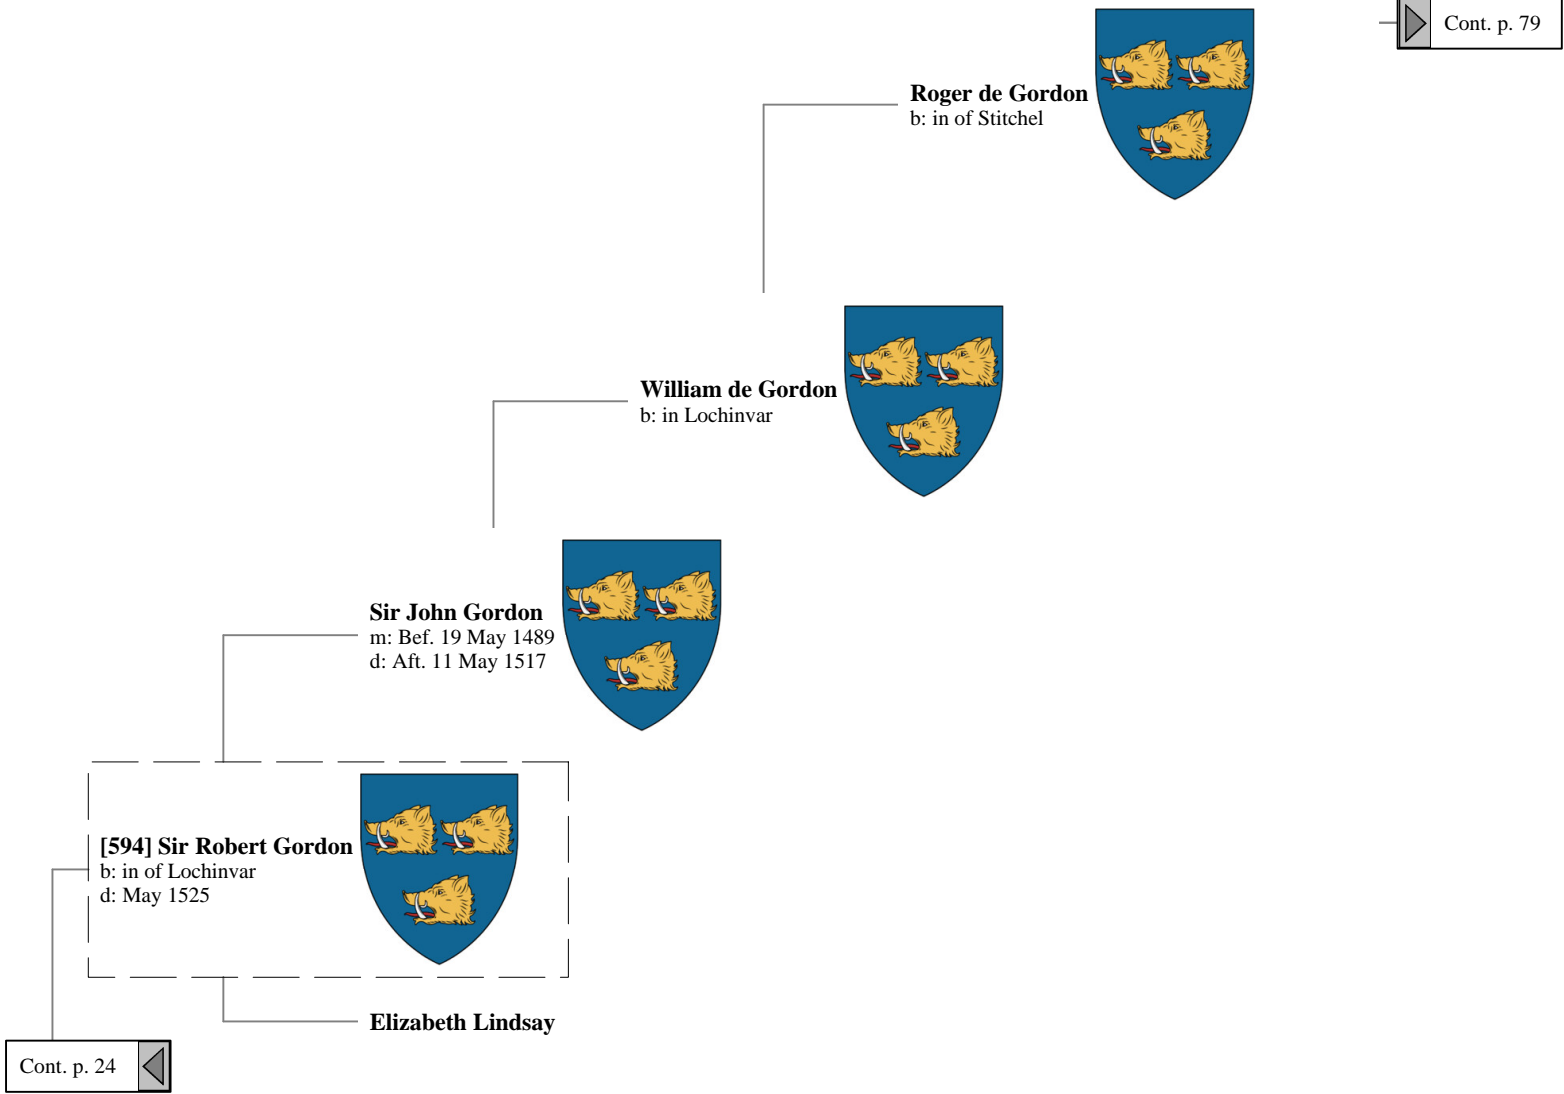 Cont. p. 79
Roger de Gordon
b: in of Stitchel
William de Gordon
b: in Lochinvar
Sir John Gordon
m: Bef. 19 May 1489
d: Aft. 11 May 1517
[594] Sir Robert Gordon
b: in of Lochinvar
d: May 1525
Elizabeth Lindsay
Cont. p. 24